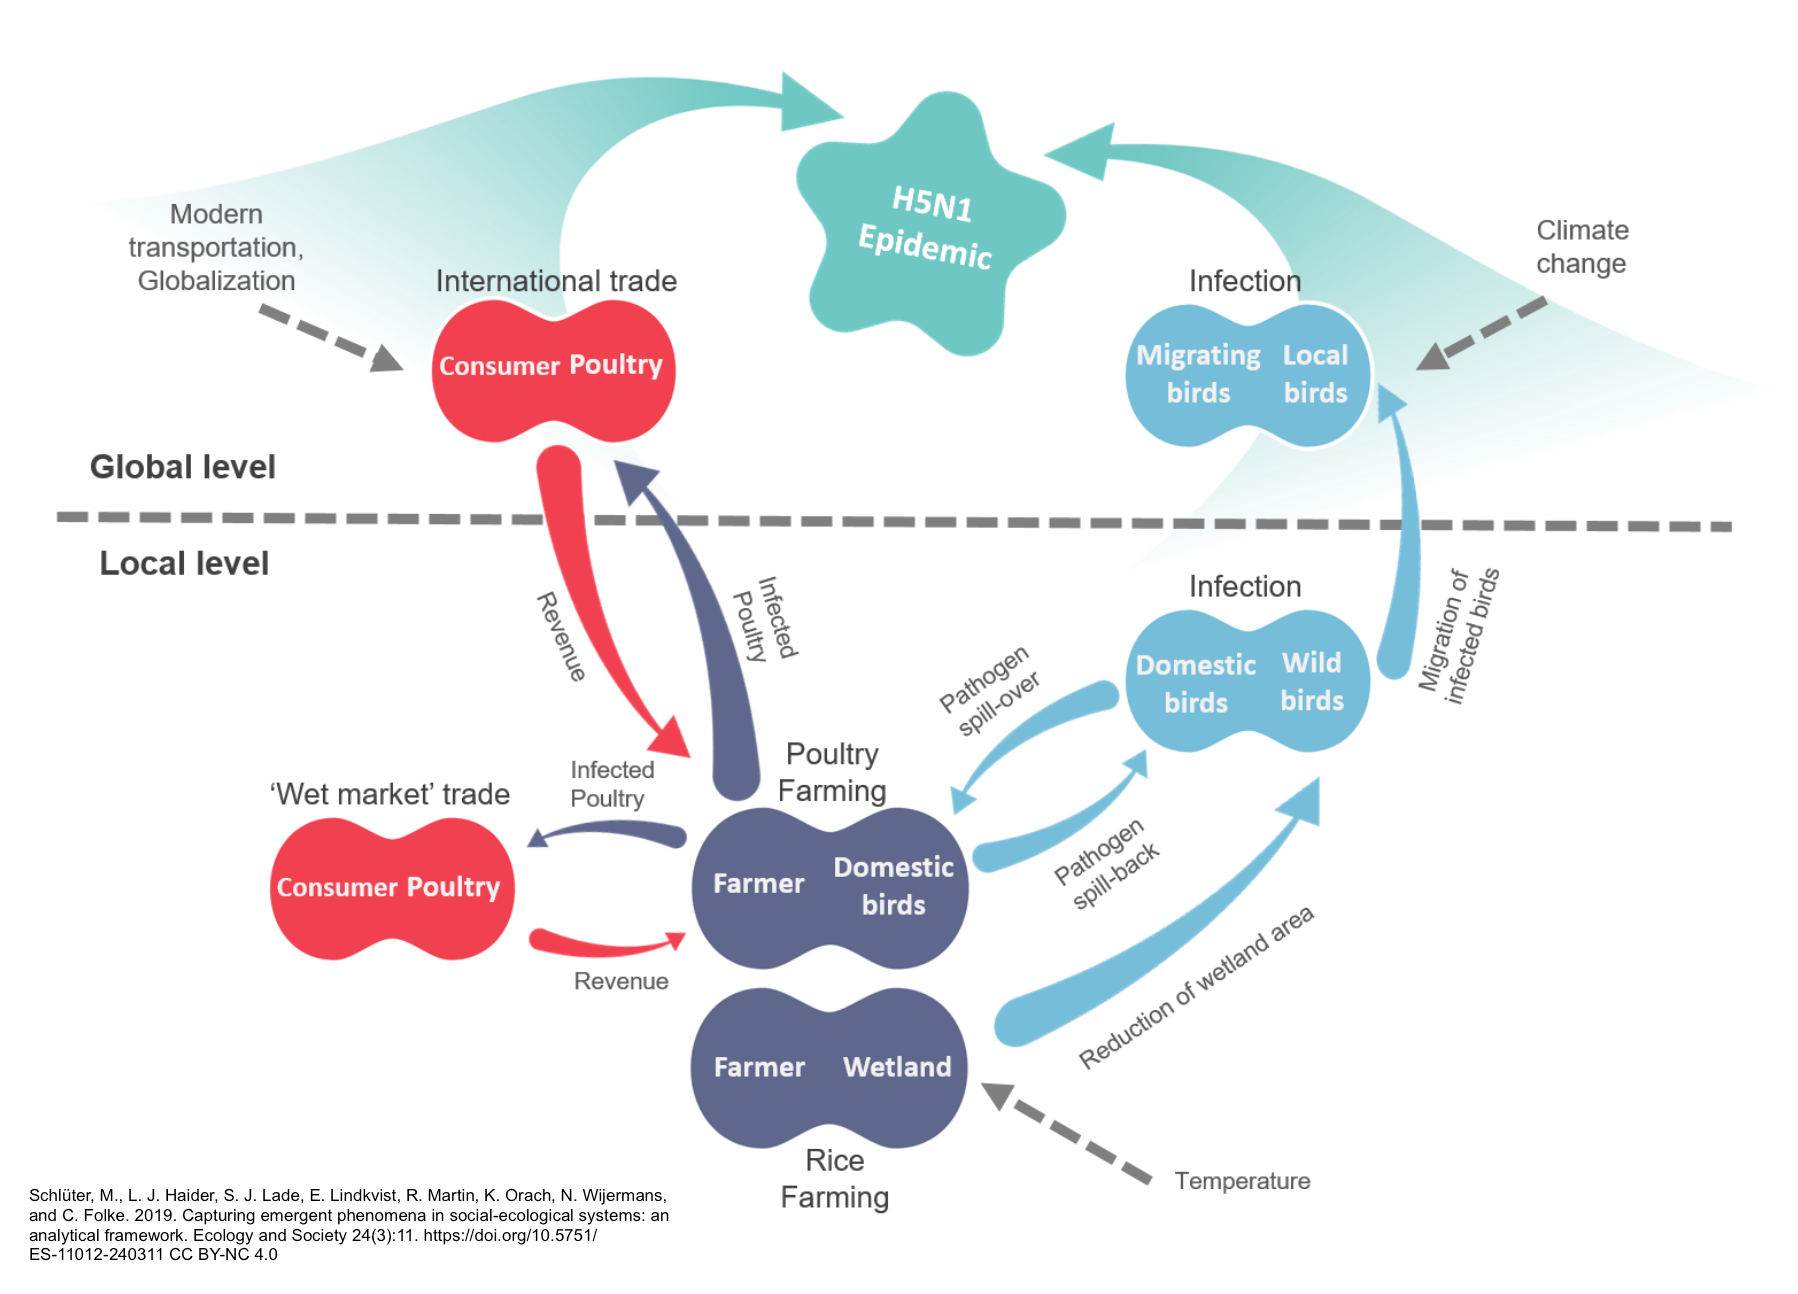 H5N1
Epidemic
Modern
transportation,
Globalization
International trade
Consumer Poultry
Infection
Migrating birds
Local birds
Climate
change
Global level
Local level
Revenue
Infected
Poultry
Infection
Domestic birds
Wild birds
Migration of
infected birds
Pathogen
spill-over
Pathogen
spill-back
Poultry
Farming
Infected
Poultry
‘Wet market’ trade
Consumer Poultry
Revenue
Farmer
Domestic birds
Farmer
Wetland
Rice
Farming
Reduction of wetland area
Temperature
Schlüter, M., L. J. Haider, S. J. Lade, E. Lindkvist, R. Martin, K. Orach, N. Wijermans,
and C. Folke. 2019. Capturing emergent phenomena in social-ecological systems: an
analytical framework. Ecology and Society 24(3):11. https://doi.org/10.5751/
ES-11012-240311 CC BY-NC 4.0